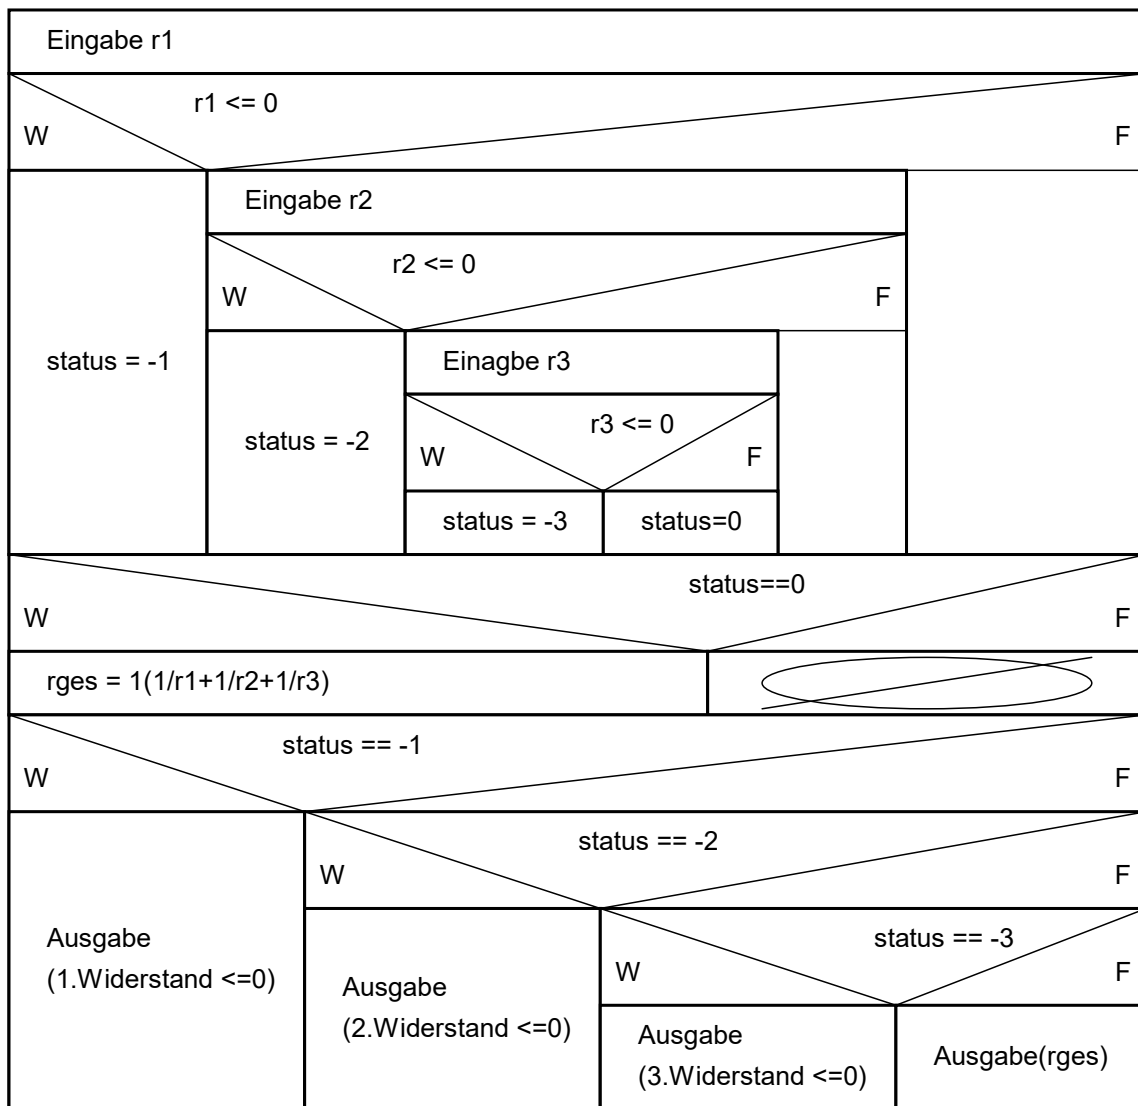 Eingabe r1
r1 <= 0
W
F
Eingabe r2
r2 <= 0
W
F
status = -1
Einagbe r3
status = -2
r3 <= 0
W
F
status = -3
status=0
status==0
W
F
rges = 1(1/r1+1/r2+1/r3)
status == -1
W
F
status == -2
W
F
Ausgabe
(1.Widerstand <=0)
status == -3
W
F
Ausgabe
(2.Widerstand <=0)
Ausgabe
(3.Widerstand <=0)
Ausgabe(rges)